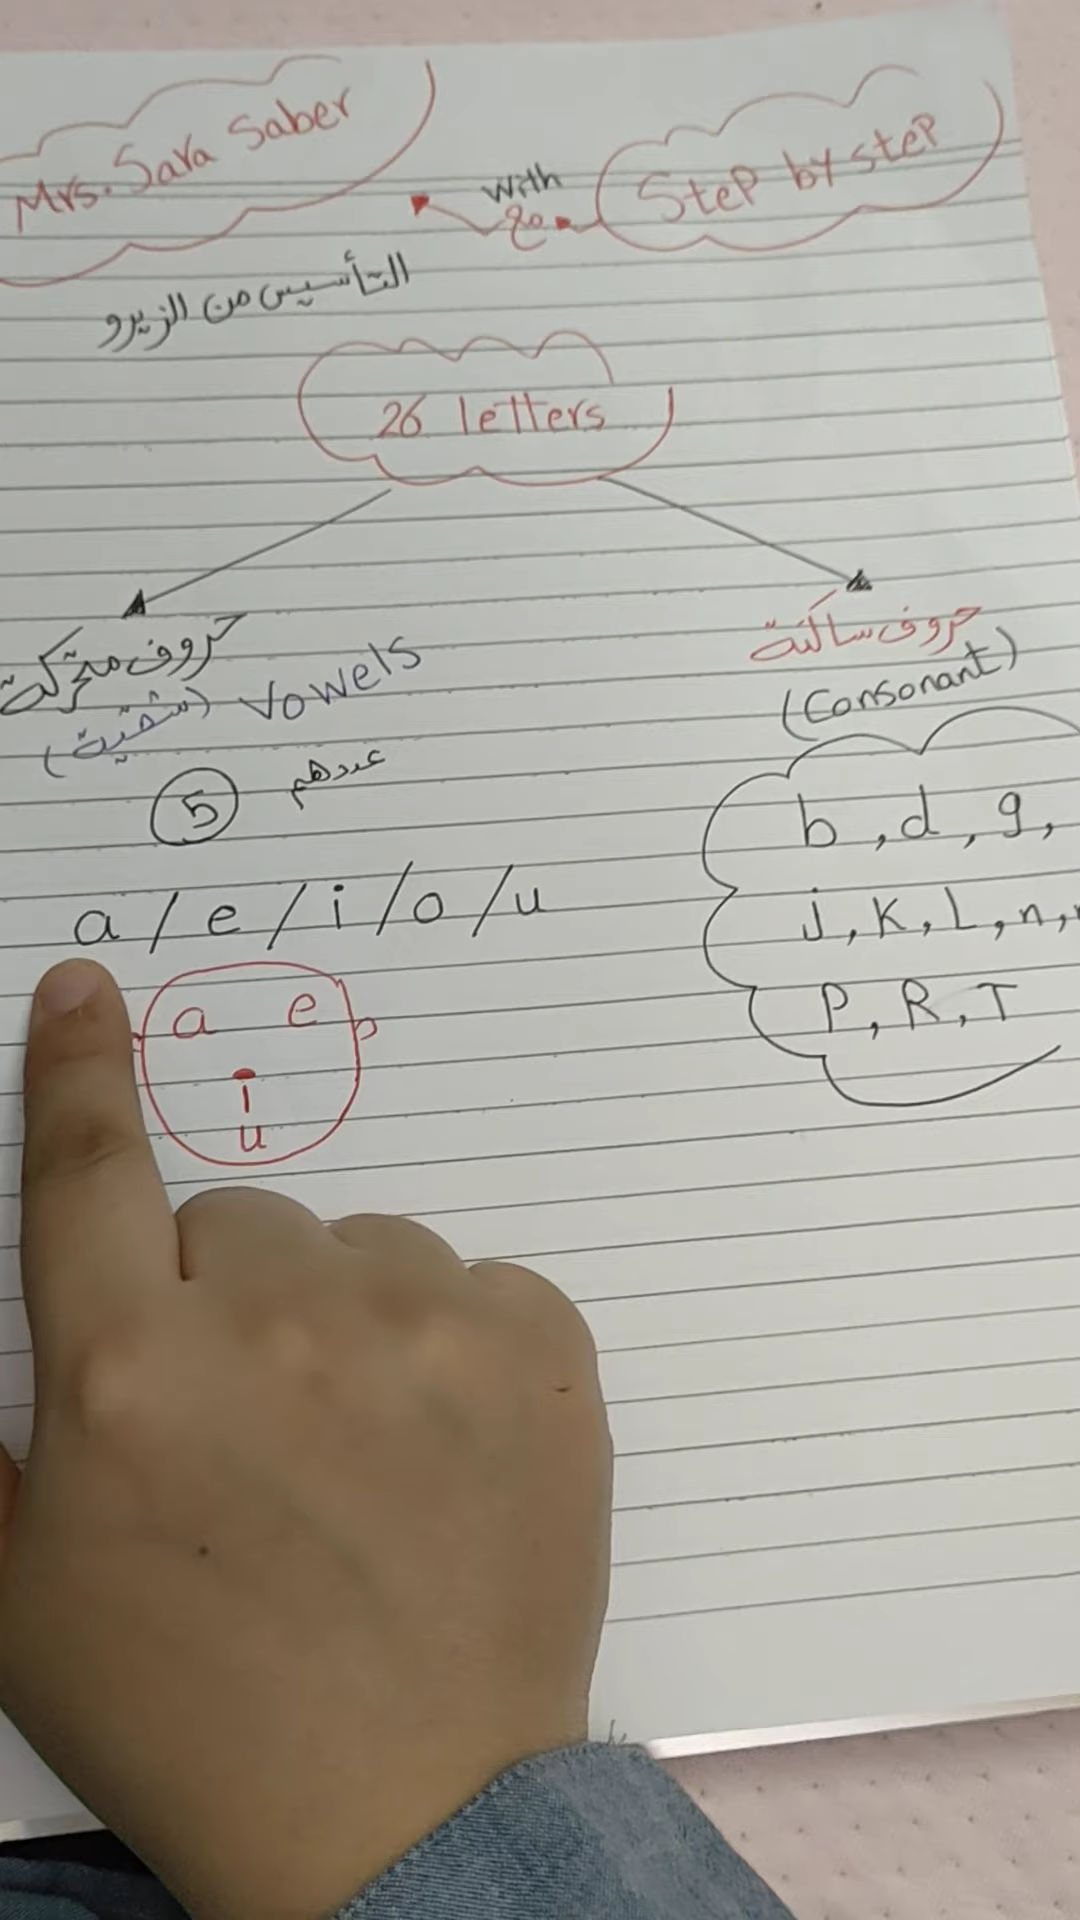 Mrs. Sara Saber
with
مع
Step by step
التأسيس من الزيرو
26 letters
حروف متحركة
(شفية) Vowels
عددهم 5
a / e / i / o / u
a e
i
u
حروف ساكنة
(Consonant)
b, d, g,
j, K, L, n,
P, R, T